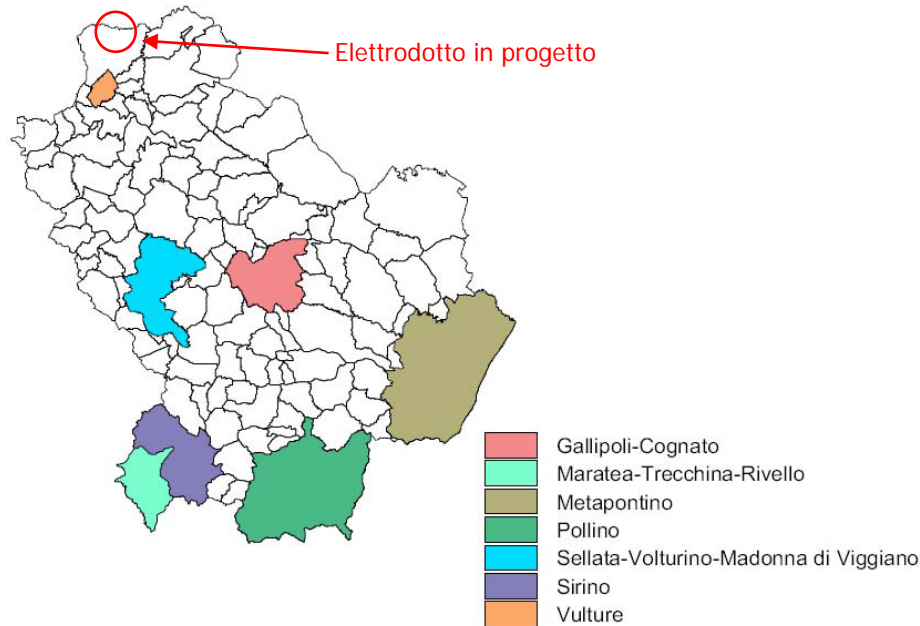 Elettrodotto in progetto
Gallipoli-Cognato
Maratea-Trecchina-Rivello
Metapontino
Pollino
Sellata-Volturino-Madonna di Viggiano
Sirino
Vulture